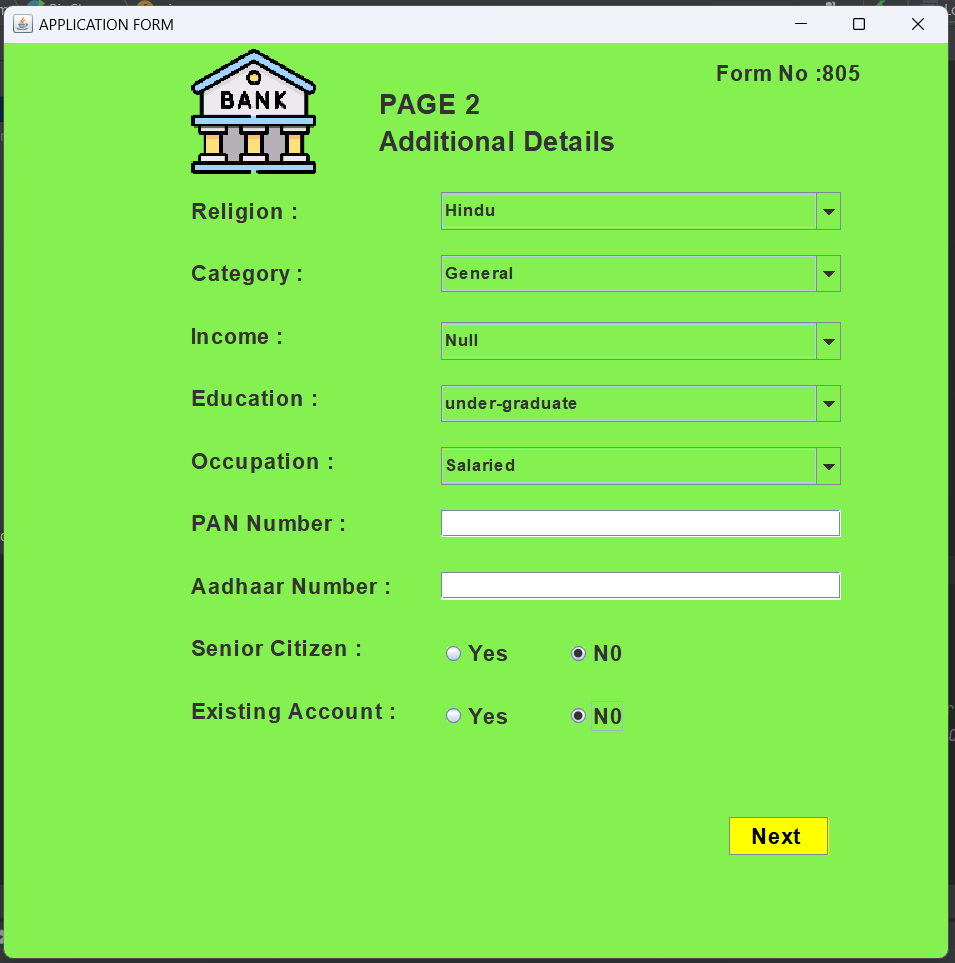 APPLICATION FORM
BANK
Form No :805
PAGE 2
Additional Details
Religion :
Hindu
Category :
General
Income :
Null
Education :
under-graduate
Occupation :
Salaried
PAN Number :
Aadhaar Number :
Senior Citizen :
Yes
N0
Existing Account :
Yes
N0
Next